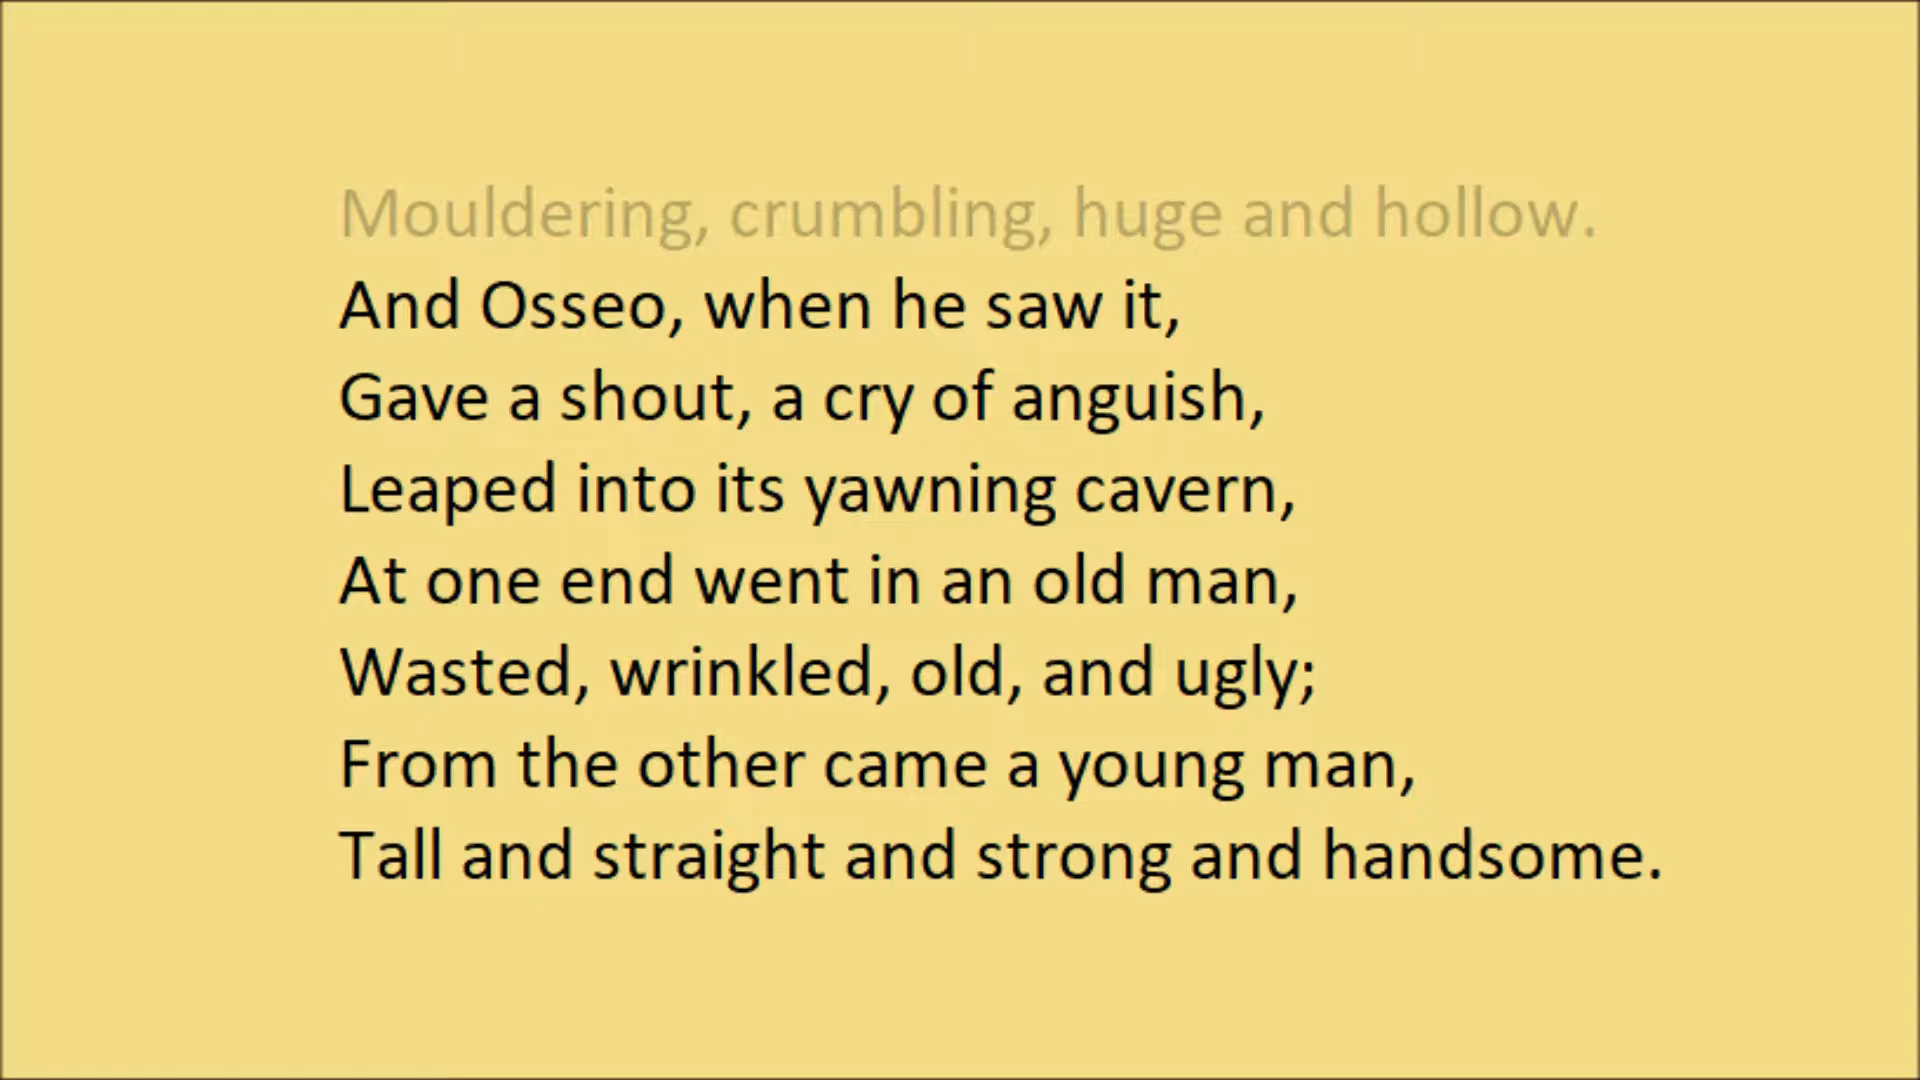 Mouldering, crumbling, huge and hollow.
And Osseo, when he saw it,
Gave a shout, a cry of anguish,
Leaped into its yawning cavern,
At one end went in an old man,
Wasted, wrinkled, old, and ugly;
From the other came a young man,
Tall and straight and strong and handsome.